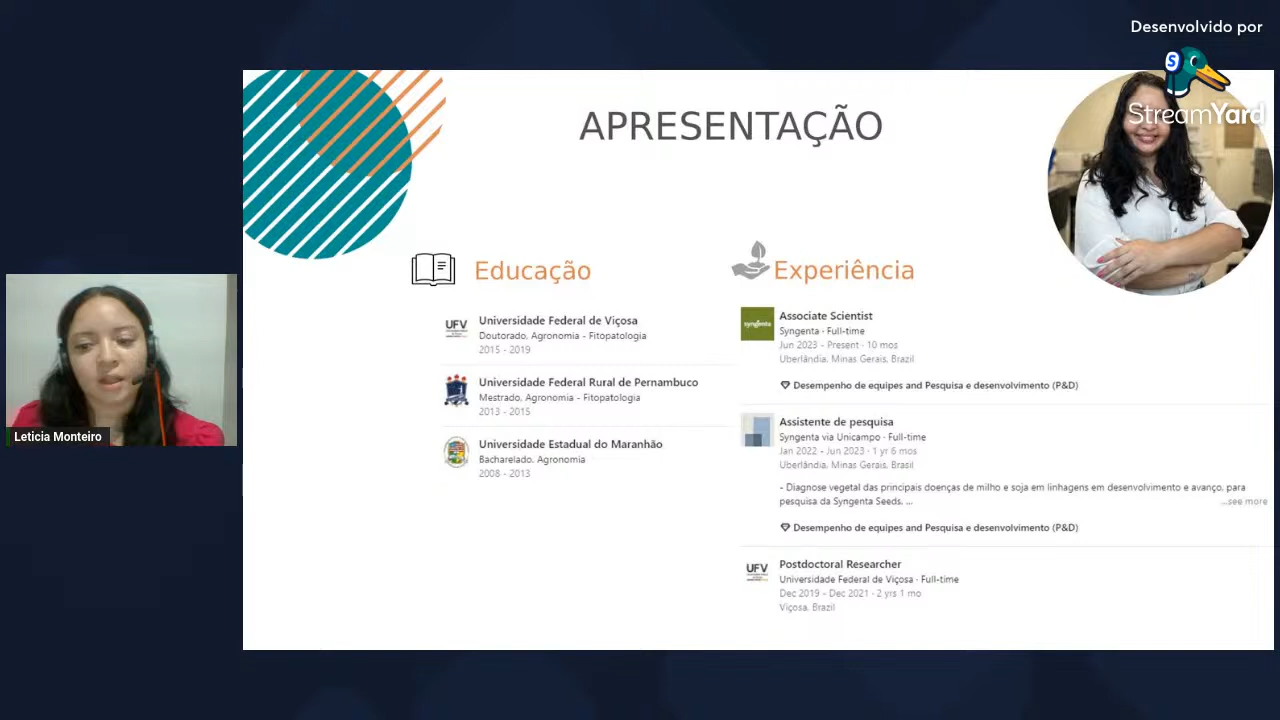 Desenvolvido por
StreamYard
APRESENTAÇÃO
Educação
UFV
Universidade Federal de Viçosa
Doutorado, Agronomia - Fitopatologia
2015 - 2019
Universidade Federal Rural de Pernambuco
Mestrado, Agronomia - Fitopatologia
2013 - 2015
Universidade Estadual do Maranhão
Bacharelado, Agronomia
2008 - 2013
Experiência
syngenta
Associate Scientist
Syngenta · Full-time
Jun 2023 - Present · 10 mos
Uberlândia, Minas Gerais, Brazil
Desempenho de equipes and Pesquisa e desenvolvimento (P&D)
Assistente de pesquisa
Syngenta via Unicampo · Full-time
Jan 2022 - Jun 2023 · 1 yr 6 mos
Uberlândia, Minas Gerais, Brasil
- Diagnose vegetal das principais doenças de milho e soja em linhagens em desenvolvimento e avanço, para
pesquisa da Syngenta Seeds. ...
...see more
Desempenho de equipes and Pesquisa e desenvolvimento (P&D)
UFV
Postdoctoral Researcher
Universidade Federal de Viçosa · Full-time
Dec 2019 - Dec 2021 · 2 yrs 1 mo
Viçosa, Brazil
Leticia Monteiro